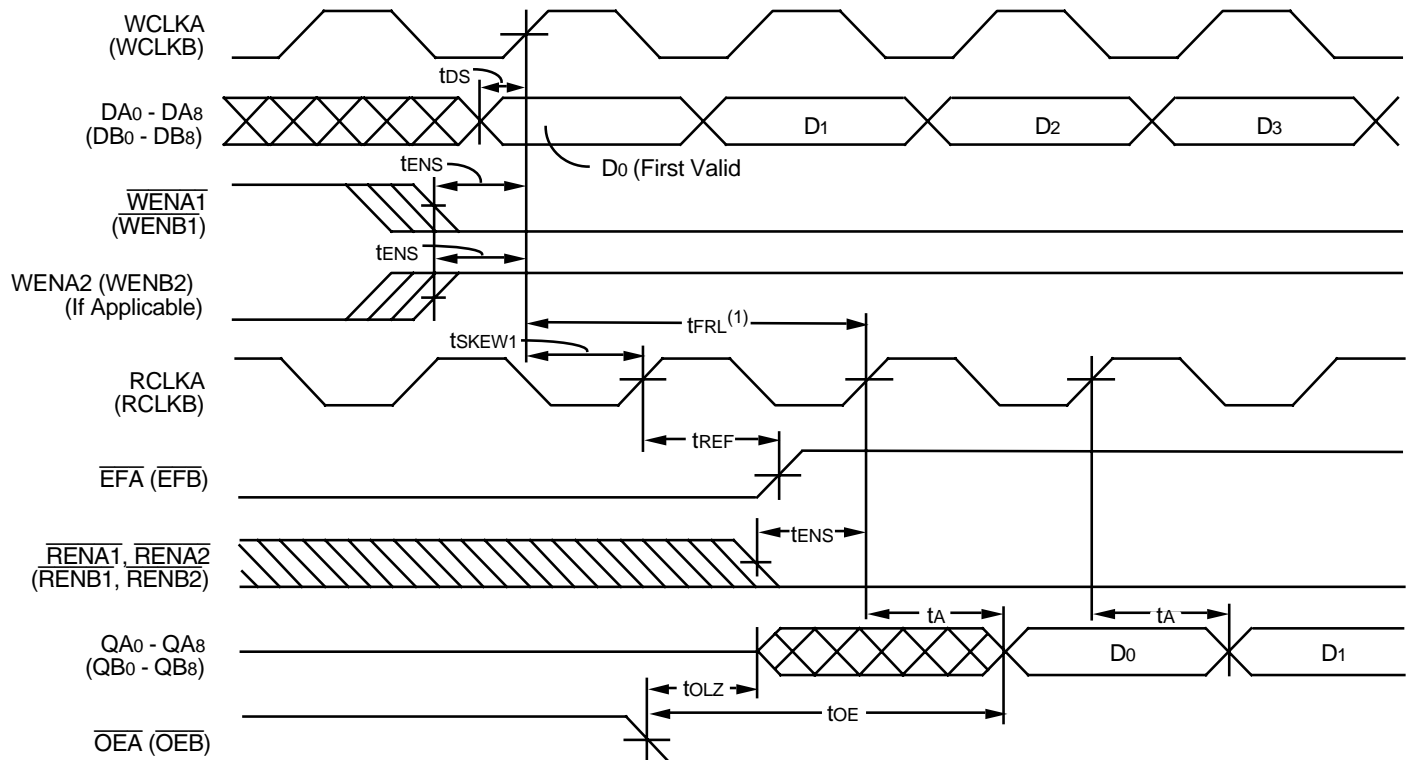 WCLKA
(WCLKB)
tDS
DA0 - DA8
(DB0 - DB8)
D1
D2
D3
D0 (First Valid
tENS
WENA1
(WENB1)
tENS
WENA2 (WENB2)
(If Applicable)
tFRL(1)
tSKEW1
RCLKA
(RCLKB)
tREF
EFA (EFB)
tENS
RENA1, RENA2
(RENB1, RENB2)
tA
tA
QA0 - QA8
(QB0 - QB8)
D0
D1
tOLZ
tOE
OEA (OEB)